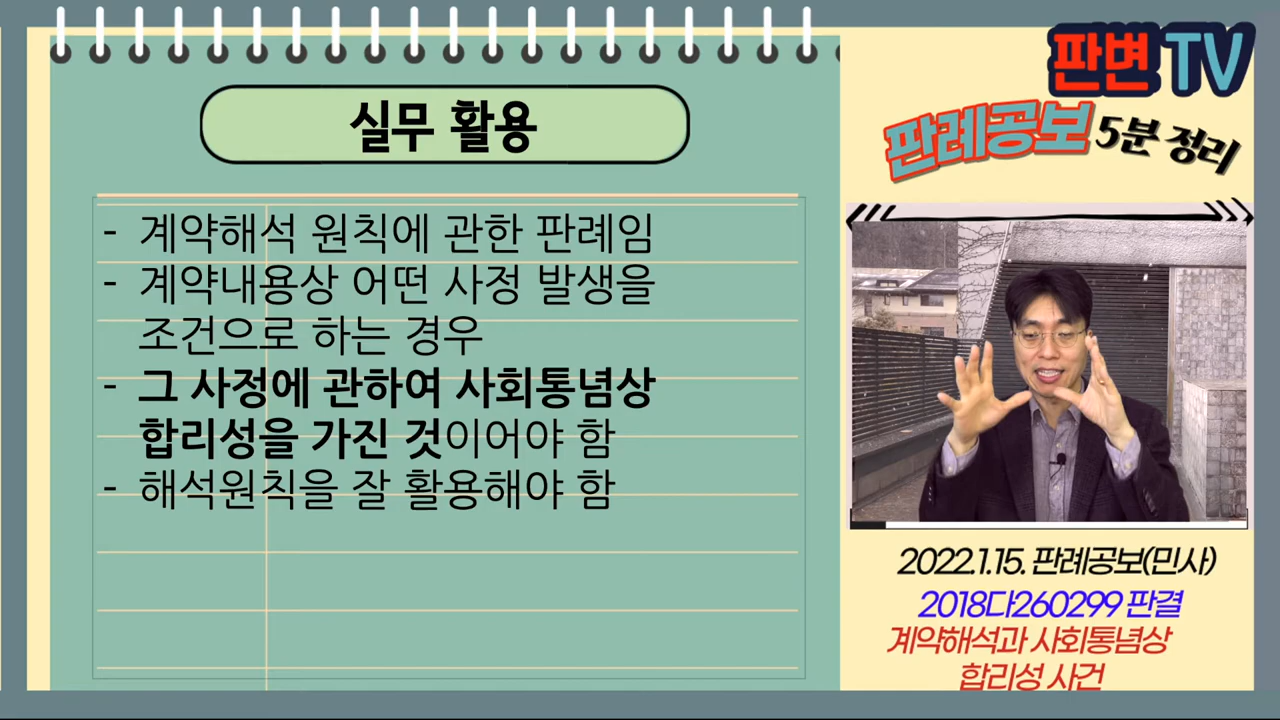 실무 활용
- 계약해석 원칙에 관한 판례임
- 계약내용상 어떤 사정 발생을
조건으로 하는 경우
- 그 사정에 관하여 사회통념상
합리성을 가진 것이어야 함
- 해석원칙을 잘 활용해야 함
판변 TV
판례공보 5분 정리
2022.1.15. 판례공보(민사)
2018다260299 판결
계약해석과 사회통념상
합리성 사건